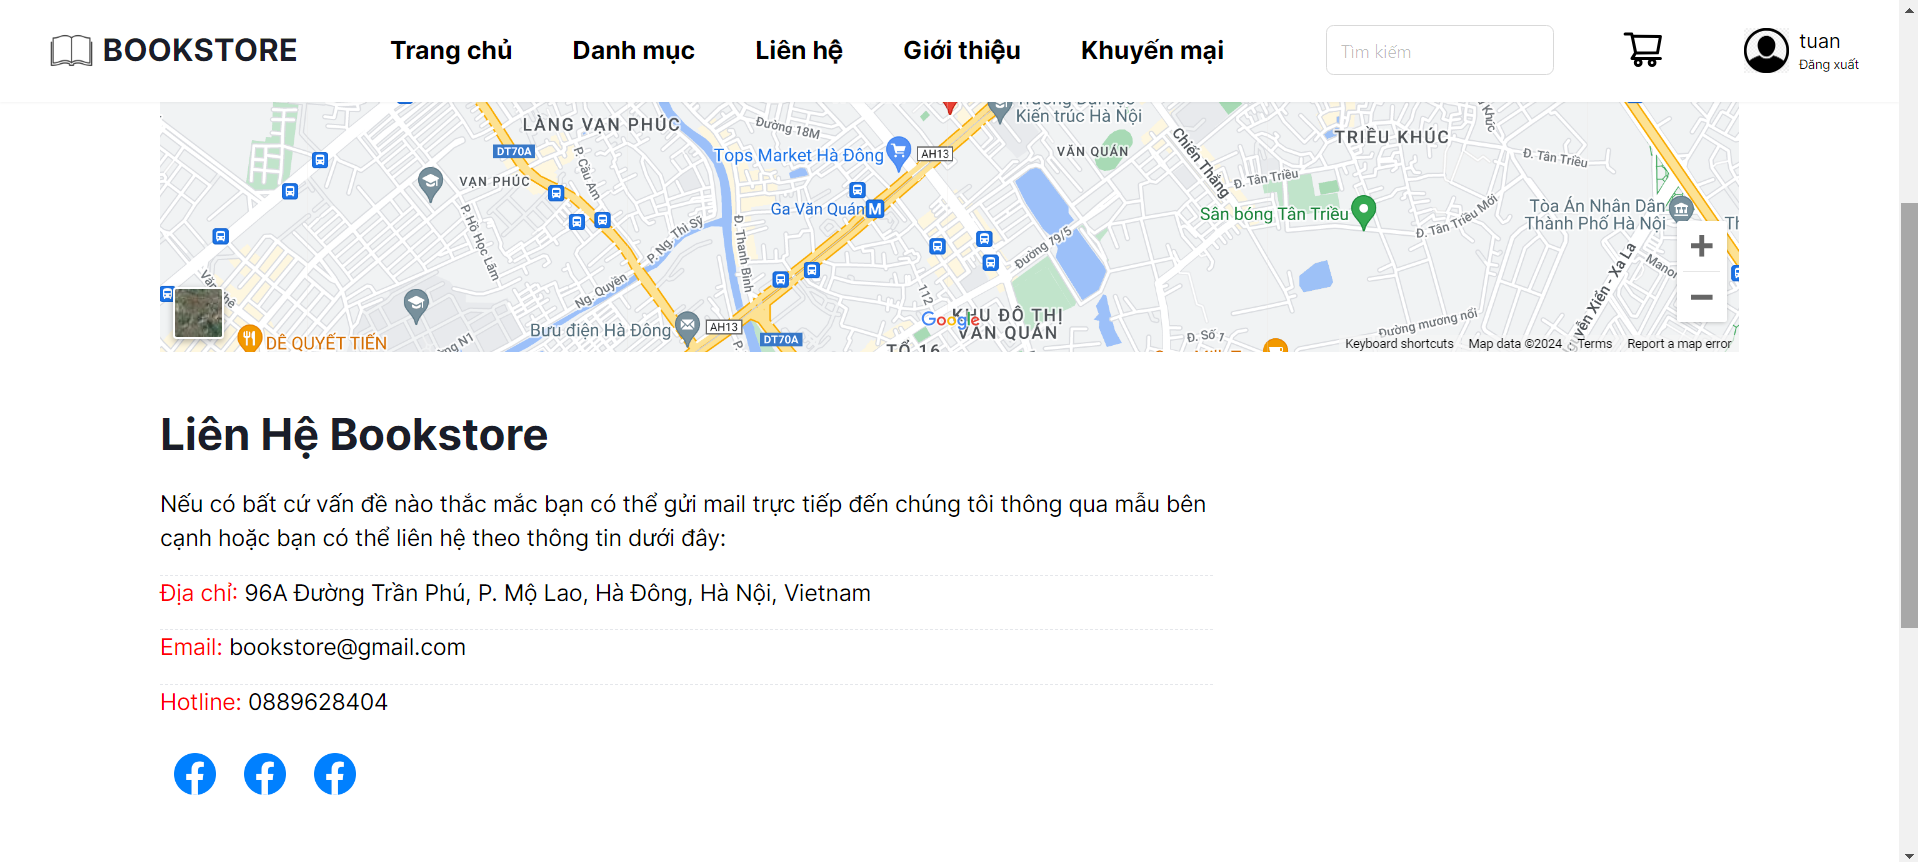 BOOKSTORE
Trang chủ
Danh mục
Liên hệ
Giới thiệu
Khuyến mại
Tìm kiếm
tuan
Đăng xuất
LÀNG VẠN PHÚC
Đường 18M
Kiến trúc Hà Nội
TRIỀU KHÚC
DT70A
Tops Market Hà Đông
AH13
VĂN QUÁN
Chiến Thắng
Đ. Tân Triều
VẠN PHÚC
P. Cầu Am
Đ. Tân Triều
Ga Văn Quán
M
Sân bóng Tân Triều
Đ. Tân Triều Mới
Tòa Án Nhân Dân
Thành Phố Hà Nội
P. Hồ Học Lãm
P. Ng. Thi Sỹ
Đ. Thanh Bình
Đường 79/5
Ng. Quyền
112
Google
KHU ĐÔ THỊ
VĂN QUÁN
Bưu điện Hà Đông
AH13
DT70A
TỔ 16
Đ. Số 7
Đường mương nổi
DÊ QUYẾT TIẾN
Keyboard shortcuts
Map data ©2024
Terms
Report a map error
Liên Hệ Bookstore
Nếu có bất cứ vấn đề nào thắc mắc bạn có thể gửi mail trực tiếp đến chúng tôi thông qua mẫu bên
cạnh hoặc bạn có thể liên hệ theo thông tin dưới đây:
Địa chỉ: 96A Đường Trần Phú, P. Mộ Lao, Hà Đông, Hà Nội, Vietnam
Email: bookstore@gmail.com
Hotline: 0889628404